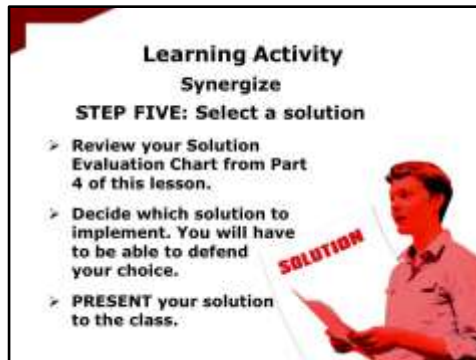 Learning Activity
Synergize
STEP FIVE: Select a solution
➢ Review your Solution
Evaluation Chart from Part
4 of this lesson.
➢ Decide which solution to
implement. You will have
to be able to defend
your choice.
➢ PRESENT your solution
to the class.
SOLUTION